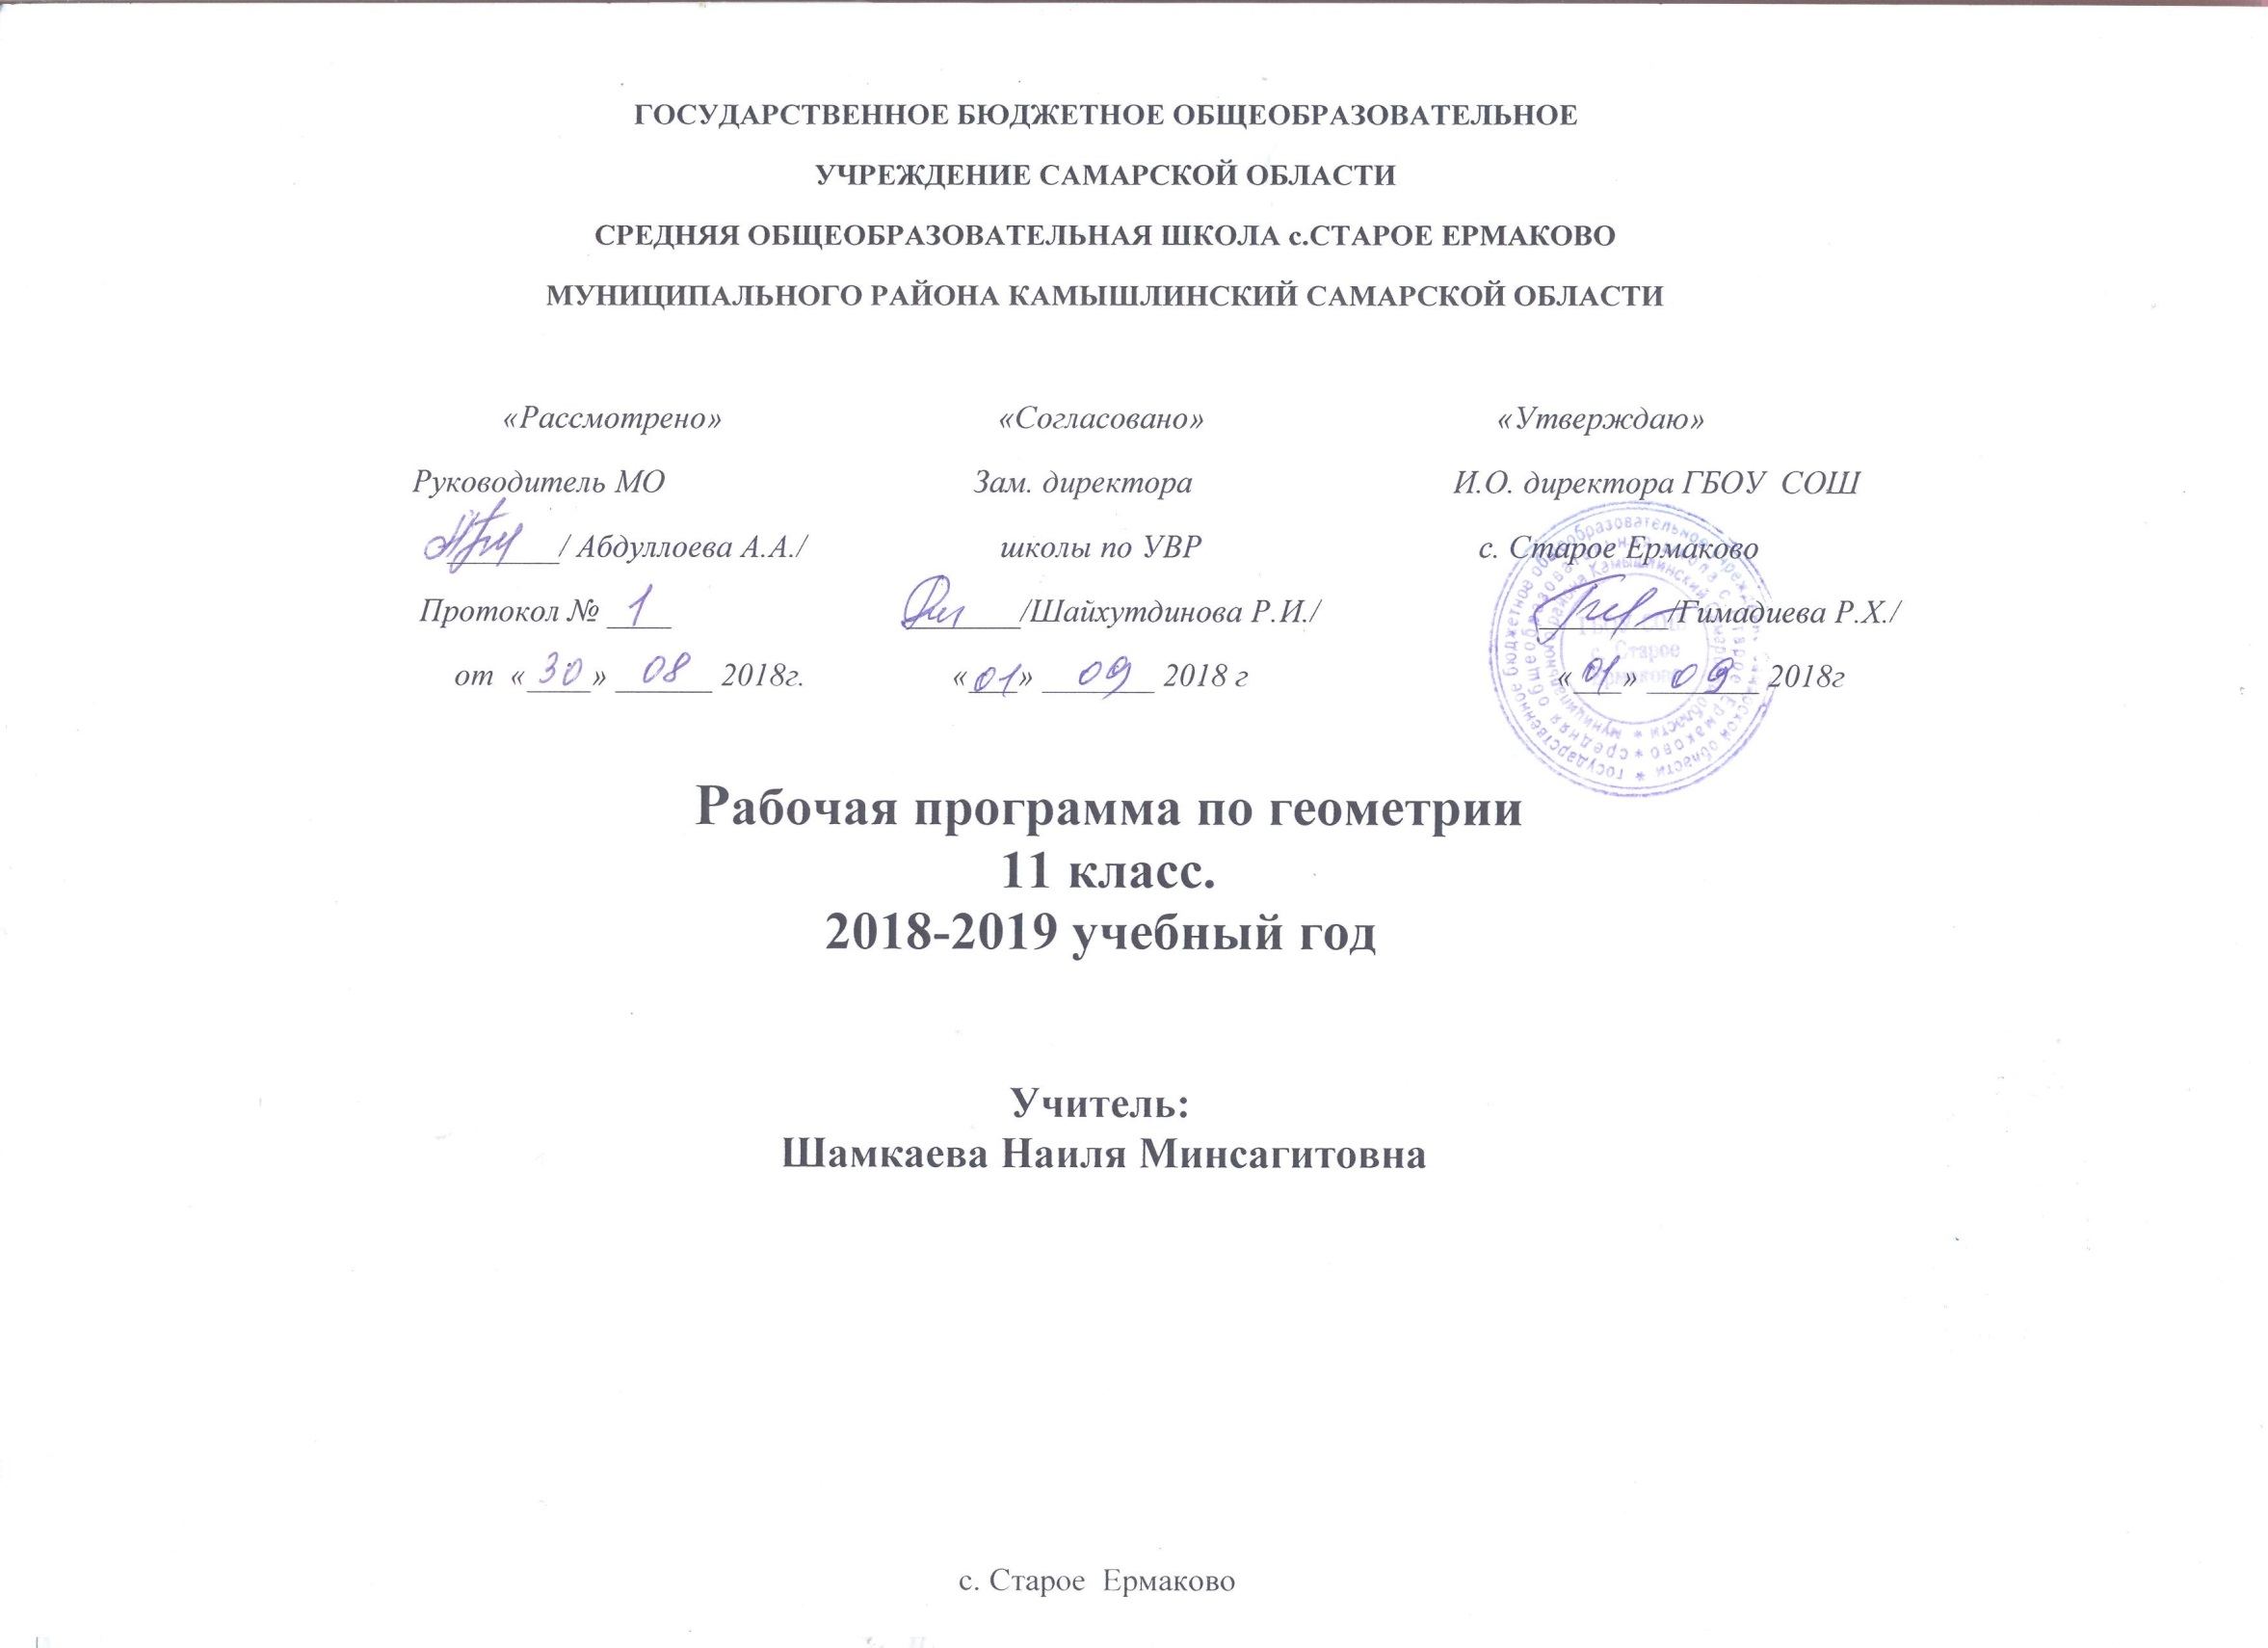 ГОСУДАРСТВЕННОЕ БЮДЖЕТНОЕ ОБЩЕОБРАЗОВАТЕЛЬНОЕ
УЧРЕЖДЕНИЕ САМАРСКОЙ ОБЛАСТИ
СРЕДНЯЯ ОБЩЕОБРАЗОВАТЕЛЬНАЯ ШКОЛА с.СТАРОЕ ЕРМАКОВО
МУНИЦИПАЛЬНОГО РАЙОНА КАМЫШЛИНСКИЙ САМАРСКОЙ ОБЛАСТИ
«Рассмотрено» «Согласовано» «Утверждаю»
Руководитель МО Зам. директора И.О. директора ГБОУ СОШ
/ Абдуллоева А.А./ школы по УВР с. Старое Ермаково
Протокол № 1 /Шайхутдинова Р.И./ /Гимадиева Р.Х./
от «30» 08 2018г. «01» 09 2018 г «01» 09 2018г
Рабочая программа по геометрии
11 класс.
2018-2019 учебный год
Учитель:
Шамкаева Наиля Минсагитовна
с. Старое Ермаково